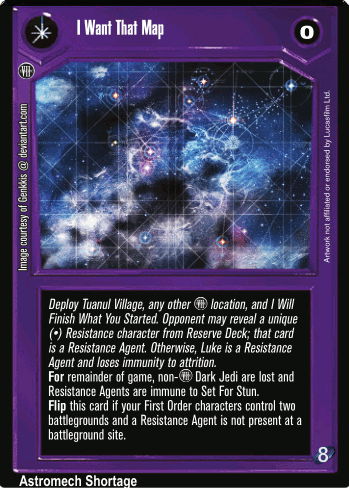 I Want That Map
0
VII
Image courtesy of Genkkis @ deviantart.com
Artwork not affiliated or endorsed by Lucasfilm Ltd.
Deploy Tuanul Village, any other VII location, and I Will
Finish What You Started. Opponent may reveal a unique
(•) Resistance character from Reserve Deck; that card
is a Resistance Agent. Otherwise, Luke is a Resistance
Agent and loses immunity to attrition.
For remainder of game, non-VII Dark Jedi are lost and
Resistance Agents are immune to Set For Stun.
Flip this card if your First Order characters control two
battlegrounds and a Resistance Agent is not present at a
battleground site.
8
Astromech Shortage